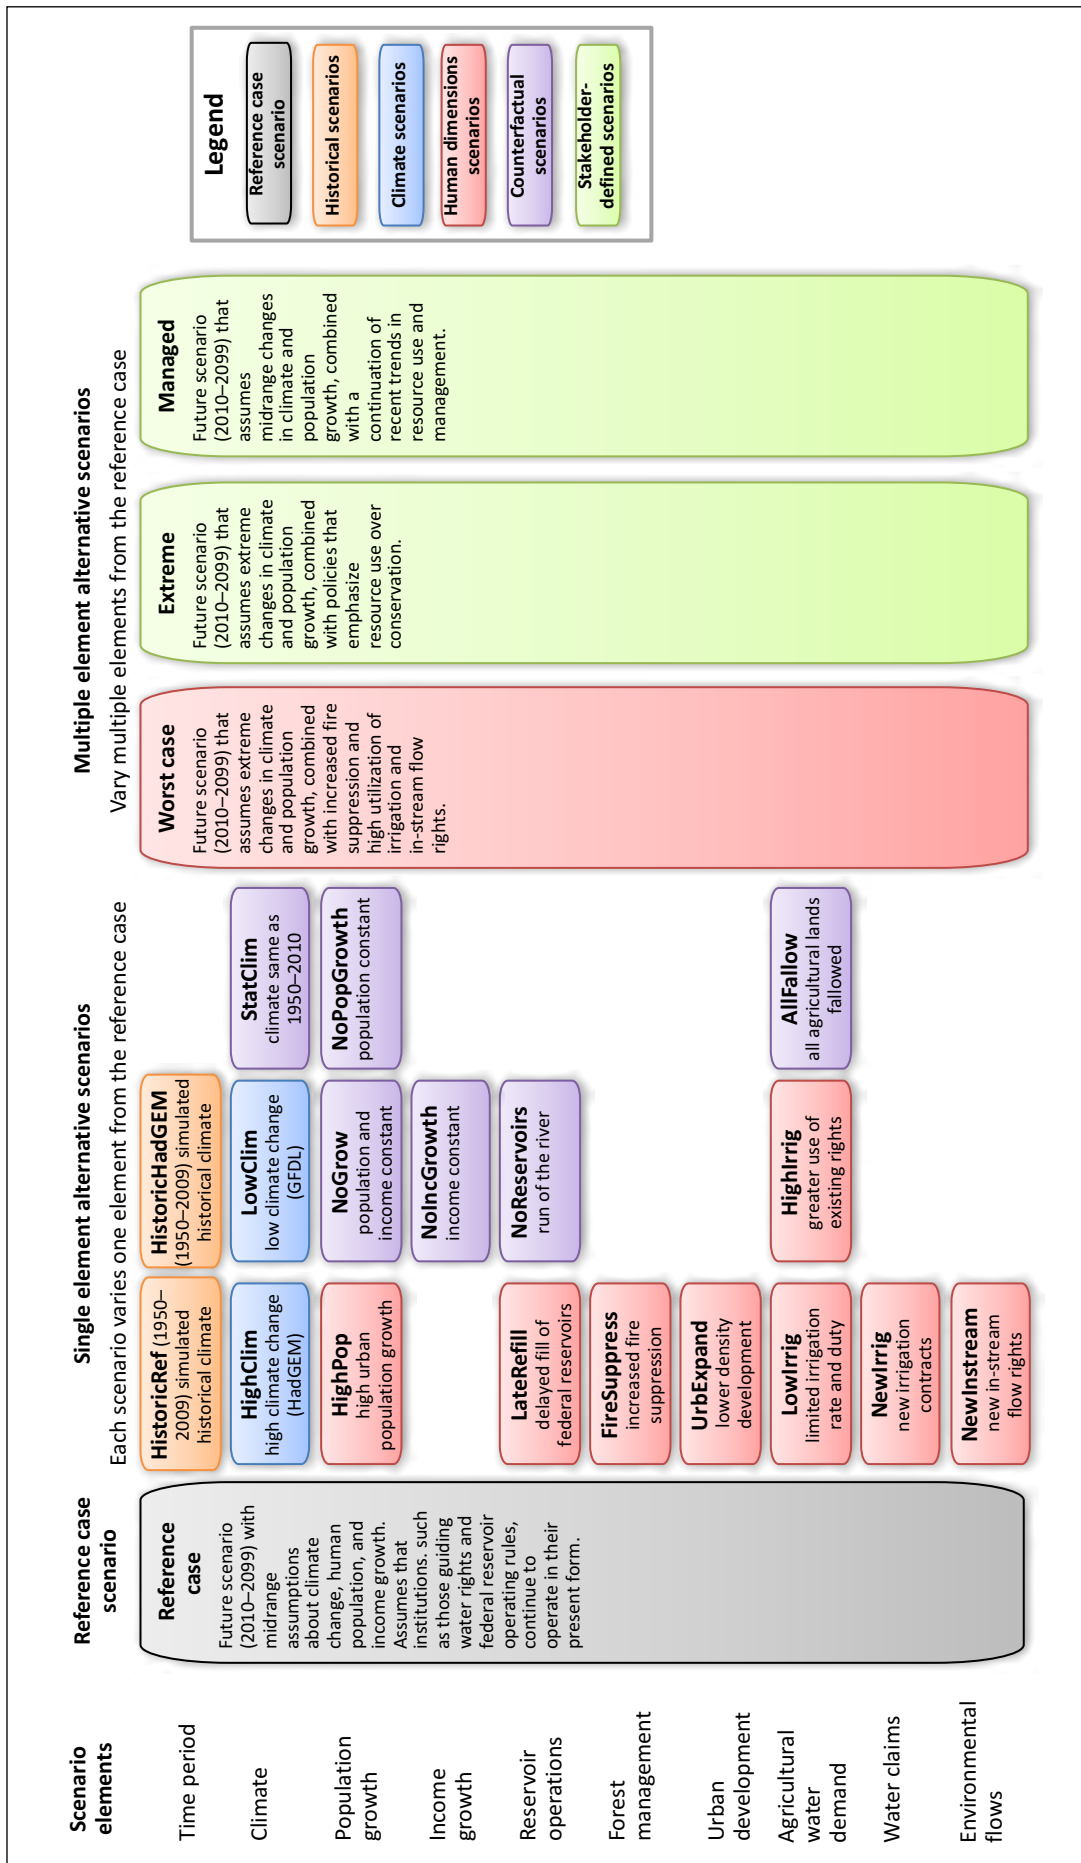 Scenario
elements
Time period
Climate
Population
growth
Income
growth
Reservoir
operations
Forest
management
Urban
development
Agricultural
water
demand
Water claims
Environmental
flows
Reference case
scenario
Reference
case
Future scenario
(2010–2099) with
midrange
assumptions
about climate
change, human
population, and
income growth.
Assumes that
institutions. such
as those guiding
water rights and
federal reservoir
operating rules,
continue to
operate in their
present form.
Single element alternative scenarios
Each scenario varies one element from the reference case
HistoricRef (1950–
2009) simulated
historical climate
HistoricHadGEM
(1950–2009) simulated
historical climate
HighClim
high climate change
(HadGEM)
LowClim
low climate change
(GFDL)
StatClim
climate same as
1950–2010
HighPop
high urban
population growth
NoGrow
population and
income constant
NoPopGrowth
population constant
NoIncGrowth
income constant
LateRefill
delayed fill of
federal reservoirs
NoReservoirs
run of the river
FireSuppress
increased fire
suppression
UrbExpand
lower density
development
LowIrrig
limited irrigation
rate and duty
HighIrrig
greater use of
existing rights
AllFallow
all agricultural lands
fallowed
NewIrrig
new irrigation
contracts
NewInstream
new in-stream
flow rights
Multiple element alternative scenarios
Vary multiple elements from the reference case
Worst case
Future scenario
(2010–2099) that
assumes extreme
changes in climate
and population
growth, combined
with increased fire
suppression and
high utilization of
irrigation and
in-stream flow
rights.
Extreme
Future scenario
(2010–2099) that
assumes extreme
changes in climate
and population
growth, combined
with policies that
emphasize
resource use over
conservation.
Managed
Future scenario
(2010–2099) that
assumes
midrange changes
in climate and
population
growth, combined
with a
continuation of
recent trends in
resource use and
management.
Legend
Reference case
scenario
Historical scenarios
Climate scenarios
Human dimensions
scenarios
Counterfactual
scenarios
Stakeholder-
defined scenarios